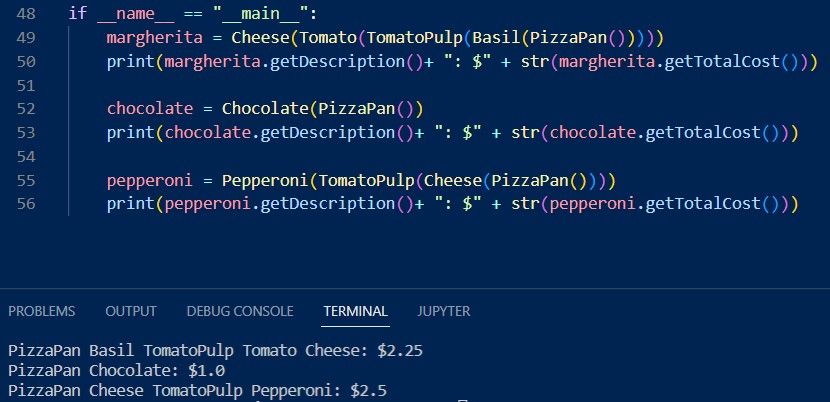 48 if __name__ == "__main__":
49 margherita = Cheese(Tomato(TomatoPulp(Basil(PizzaPan()))))
50 print(margherita.getDescription()+ ": $" + str(margherita.getTotalCost()))
51
52 chocolate = Chocolate(PizzaPan())
53 print(chocolate.getDescription()+ ": $" + str(chocolate.getTotalCost()))
54
55 pepperoni = Pepperoni(TomatoPulp(Cheese(PizzaPan())))
56 print(pepperoni.getDescription()+ ": $" + str(pepperoni.getTotalCost()))
PROBLEMS OUTPUT DEBUG CONSOLE TERMINAL JUPYTER
PizzaPan Basil TomatoPulp Tomato Cheese: $2.25
PizzaPan Chocolate: $1.0
PizzaPan Cheese TomatoPulp Pepperoni: $2.5